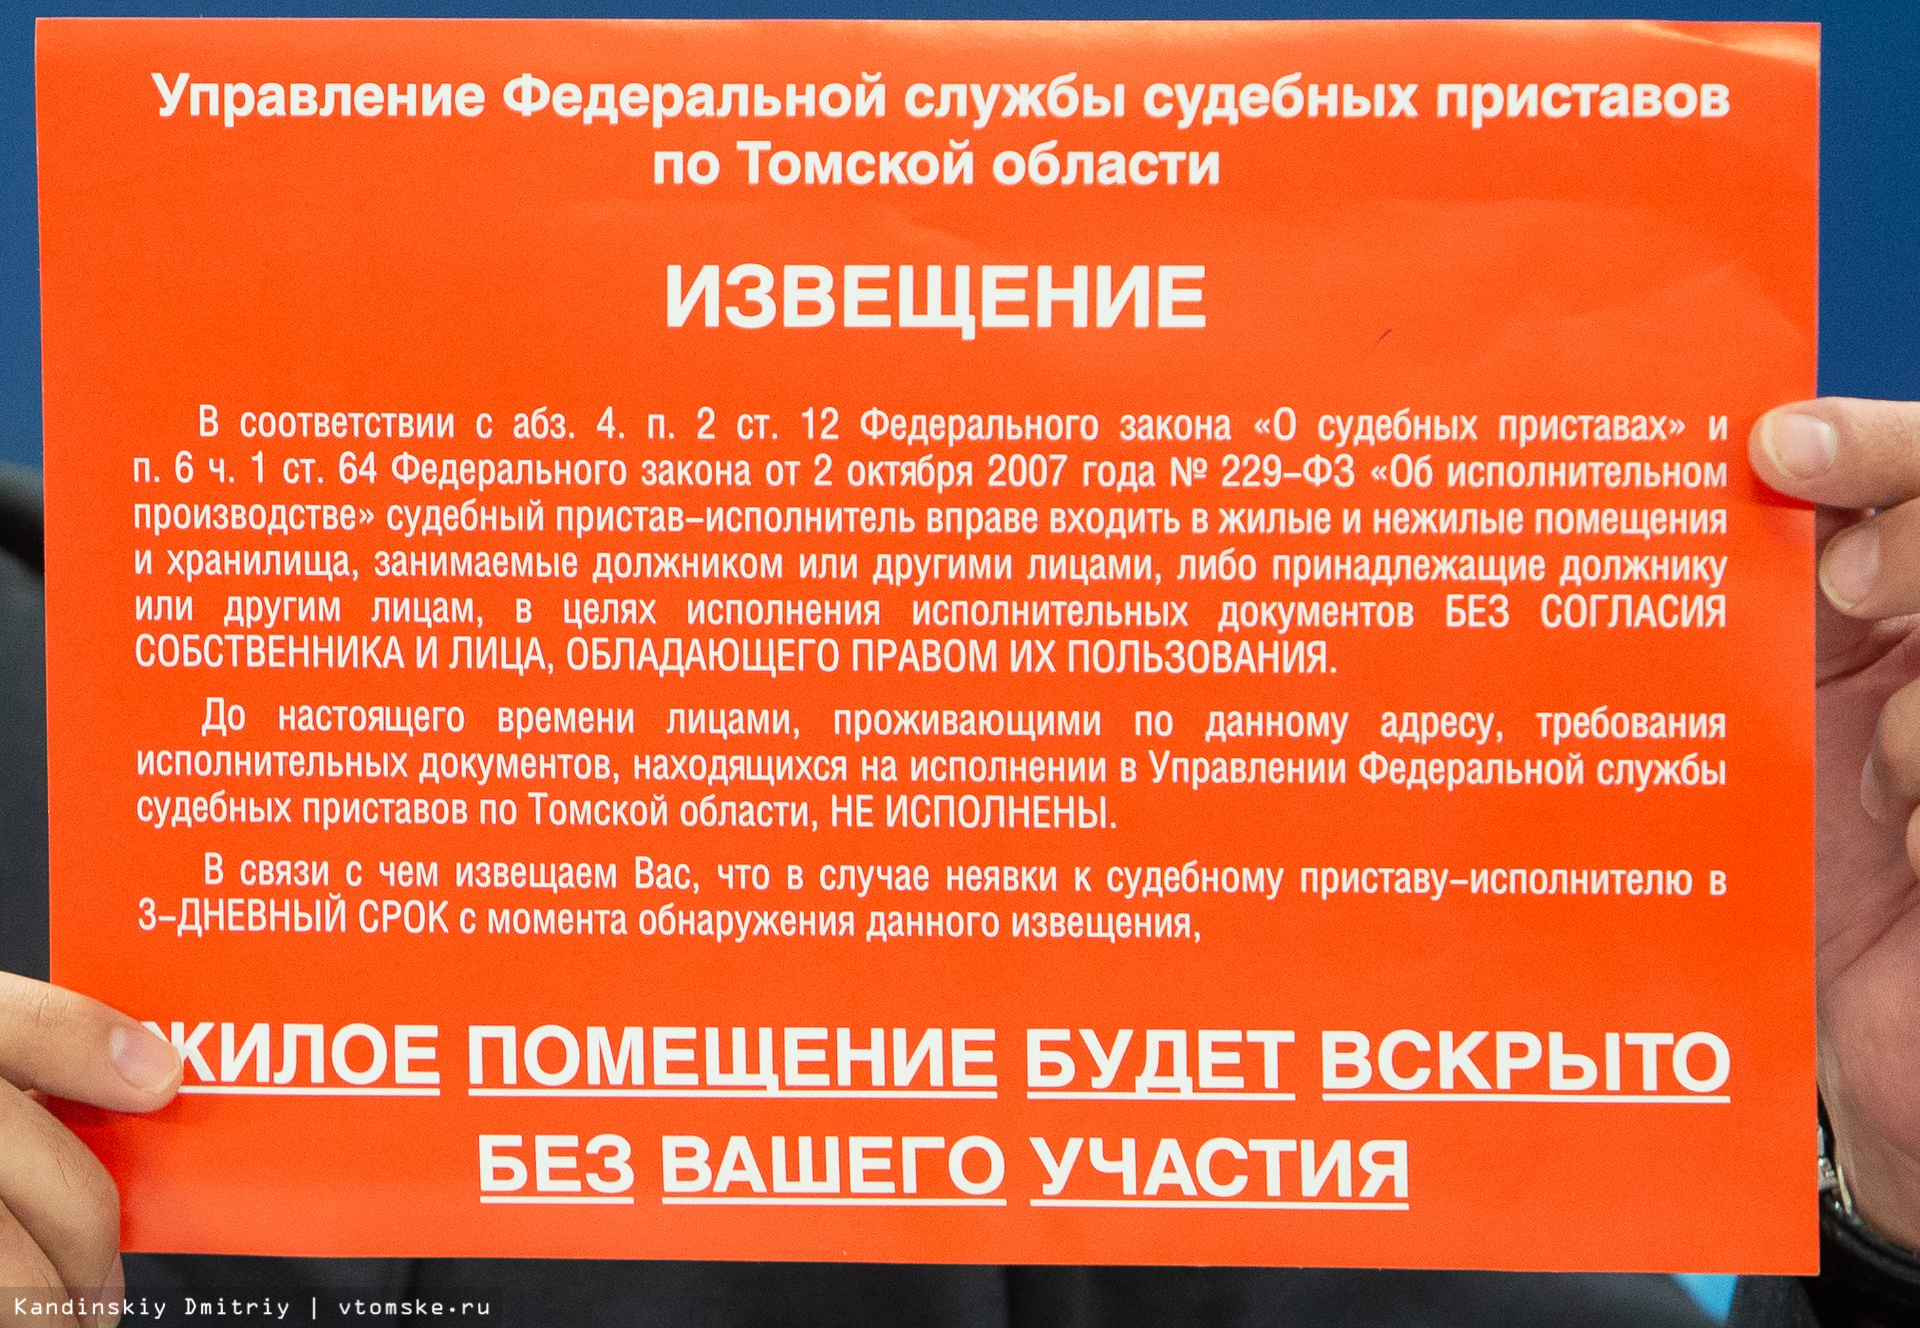 Управление Федеральной службы судебных приставов
по Томской области
ИЗВЕЩЕНИЕ
В соответствии с абз. 4. п. 2 ст. 12 Федерального закона «О судебных приставах» и
п. 6 ч. 1 ст. 64 Федерального закона от 2 октября 2007 года № 229–ФЗ «Об исполнительном
производстве» судебный пристав–исполнитель вправе входить в жилые и нежилые помещения
и хранилища, занимаемые должником или другими лицами, либо принадлежащие должнику
или другим лицам, в целях исполнения исполнительных документов БЕЗ СОГЛАСИЯ
СОБСТВЕННИКА И ЛИЦА, ОБЛАДАЮЩЕГО ПРАВОМ ИХ ПОЛЬЗОВАНИЯ.
До настоящего времени лицами, проживающими по данному адресу, требования
исполнительных документов, находящихся на исполнении в Управлении Федеральной службы
судебных приставов по Томской области, НЕ ИСПОЛНЕНЫ.
В связи с чем извещаем Вас, что в случае неявки к судебному приставу–исполнителю в
3–ДНЕВНЫЙ СРОК с момента обнаружения данного извещения,
ЖИЛОЕ ПОМЕЩЕНИЕ БУДЕТ ВСКРЫТО
БЕЗ ВАШЕГО УЧАСТИЯ
Kandinskiy Dmitriy | vtomske.ru